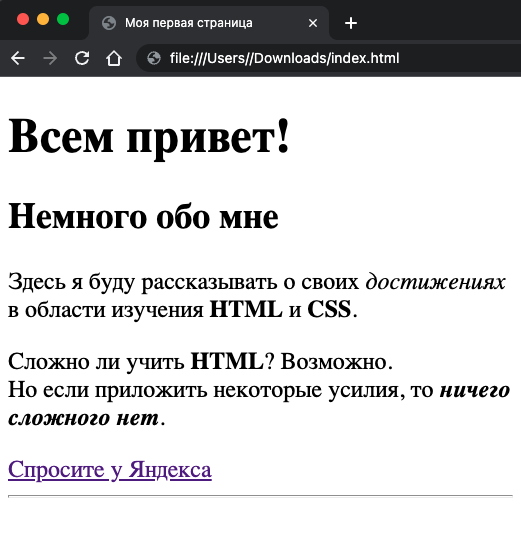 Моя первая страница
file:///Users//Downloads/index.html
Всем привет!
Немного обо мне
Здесь я буду рассказывать о своих достижениях
в области изучения HTML и CSS.
Сложно ли учить HTML? Возможно.
Но если приложить некоторые усилия, то ничего
сложного нет.
Спросите у Яндекса